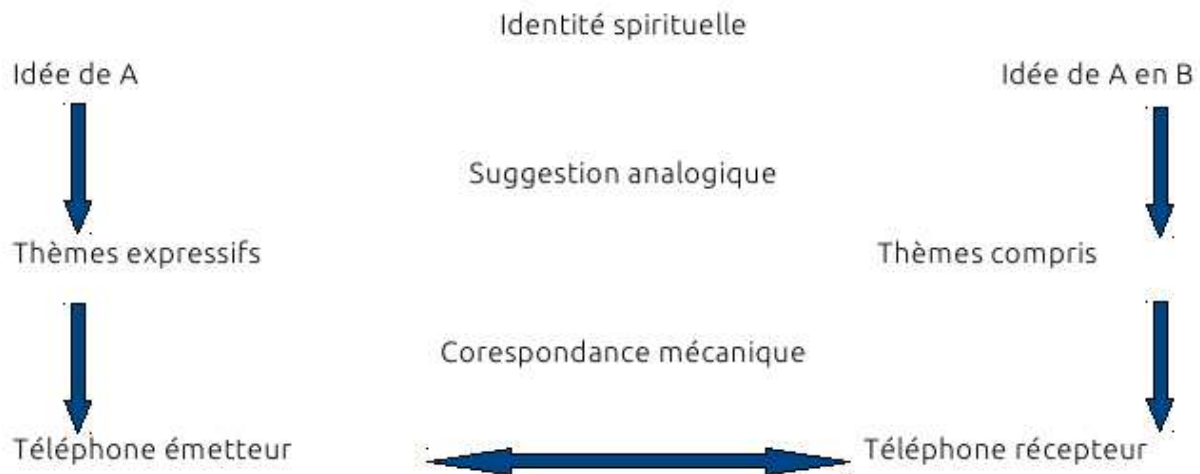 Identité spirituelle
Idée de A
Idée de A en B
Suggestion analogique
Thèmes expressifs
Thèmes compris
Corespondance mécanique
Téléphone émetteur
Téléphone récepteur